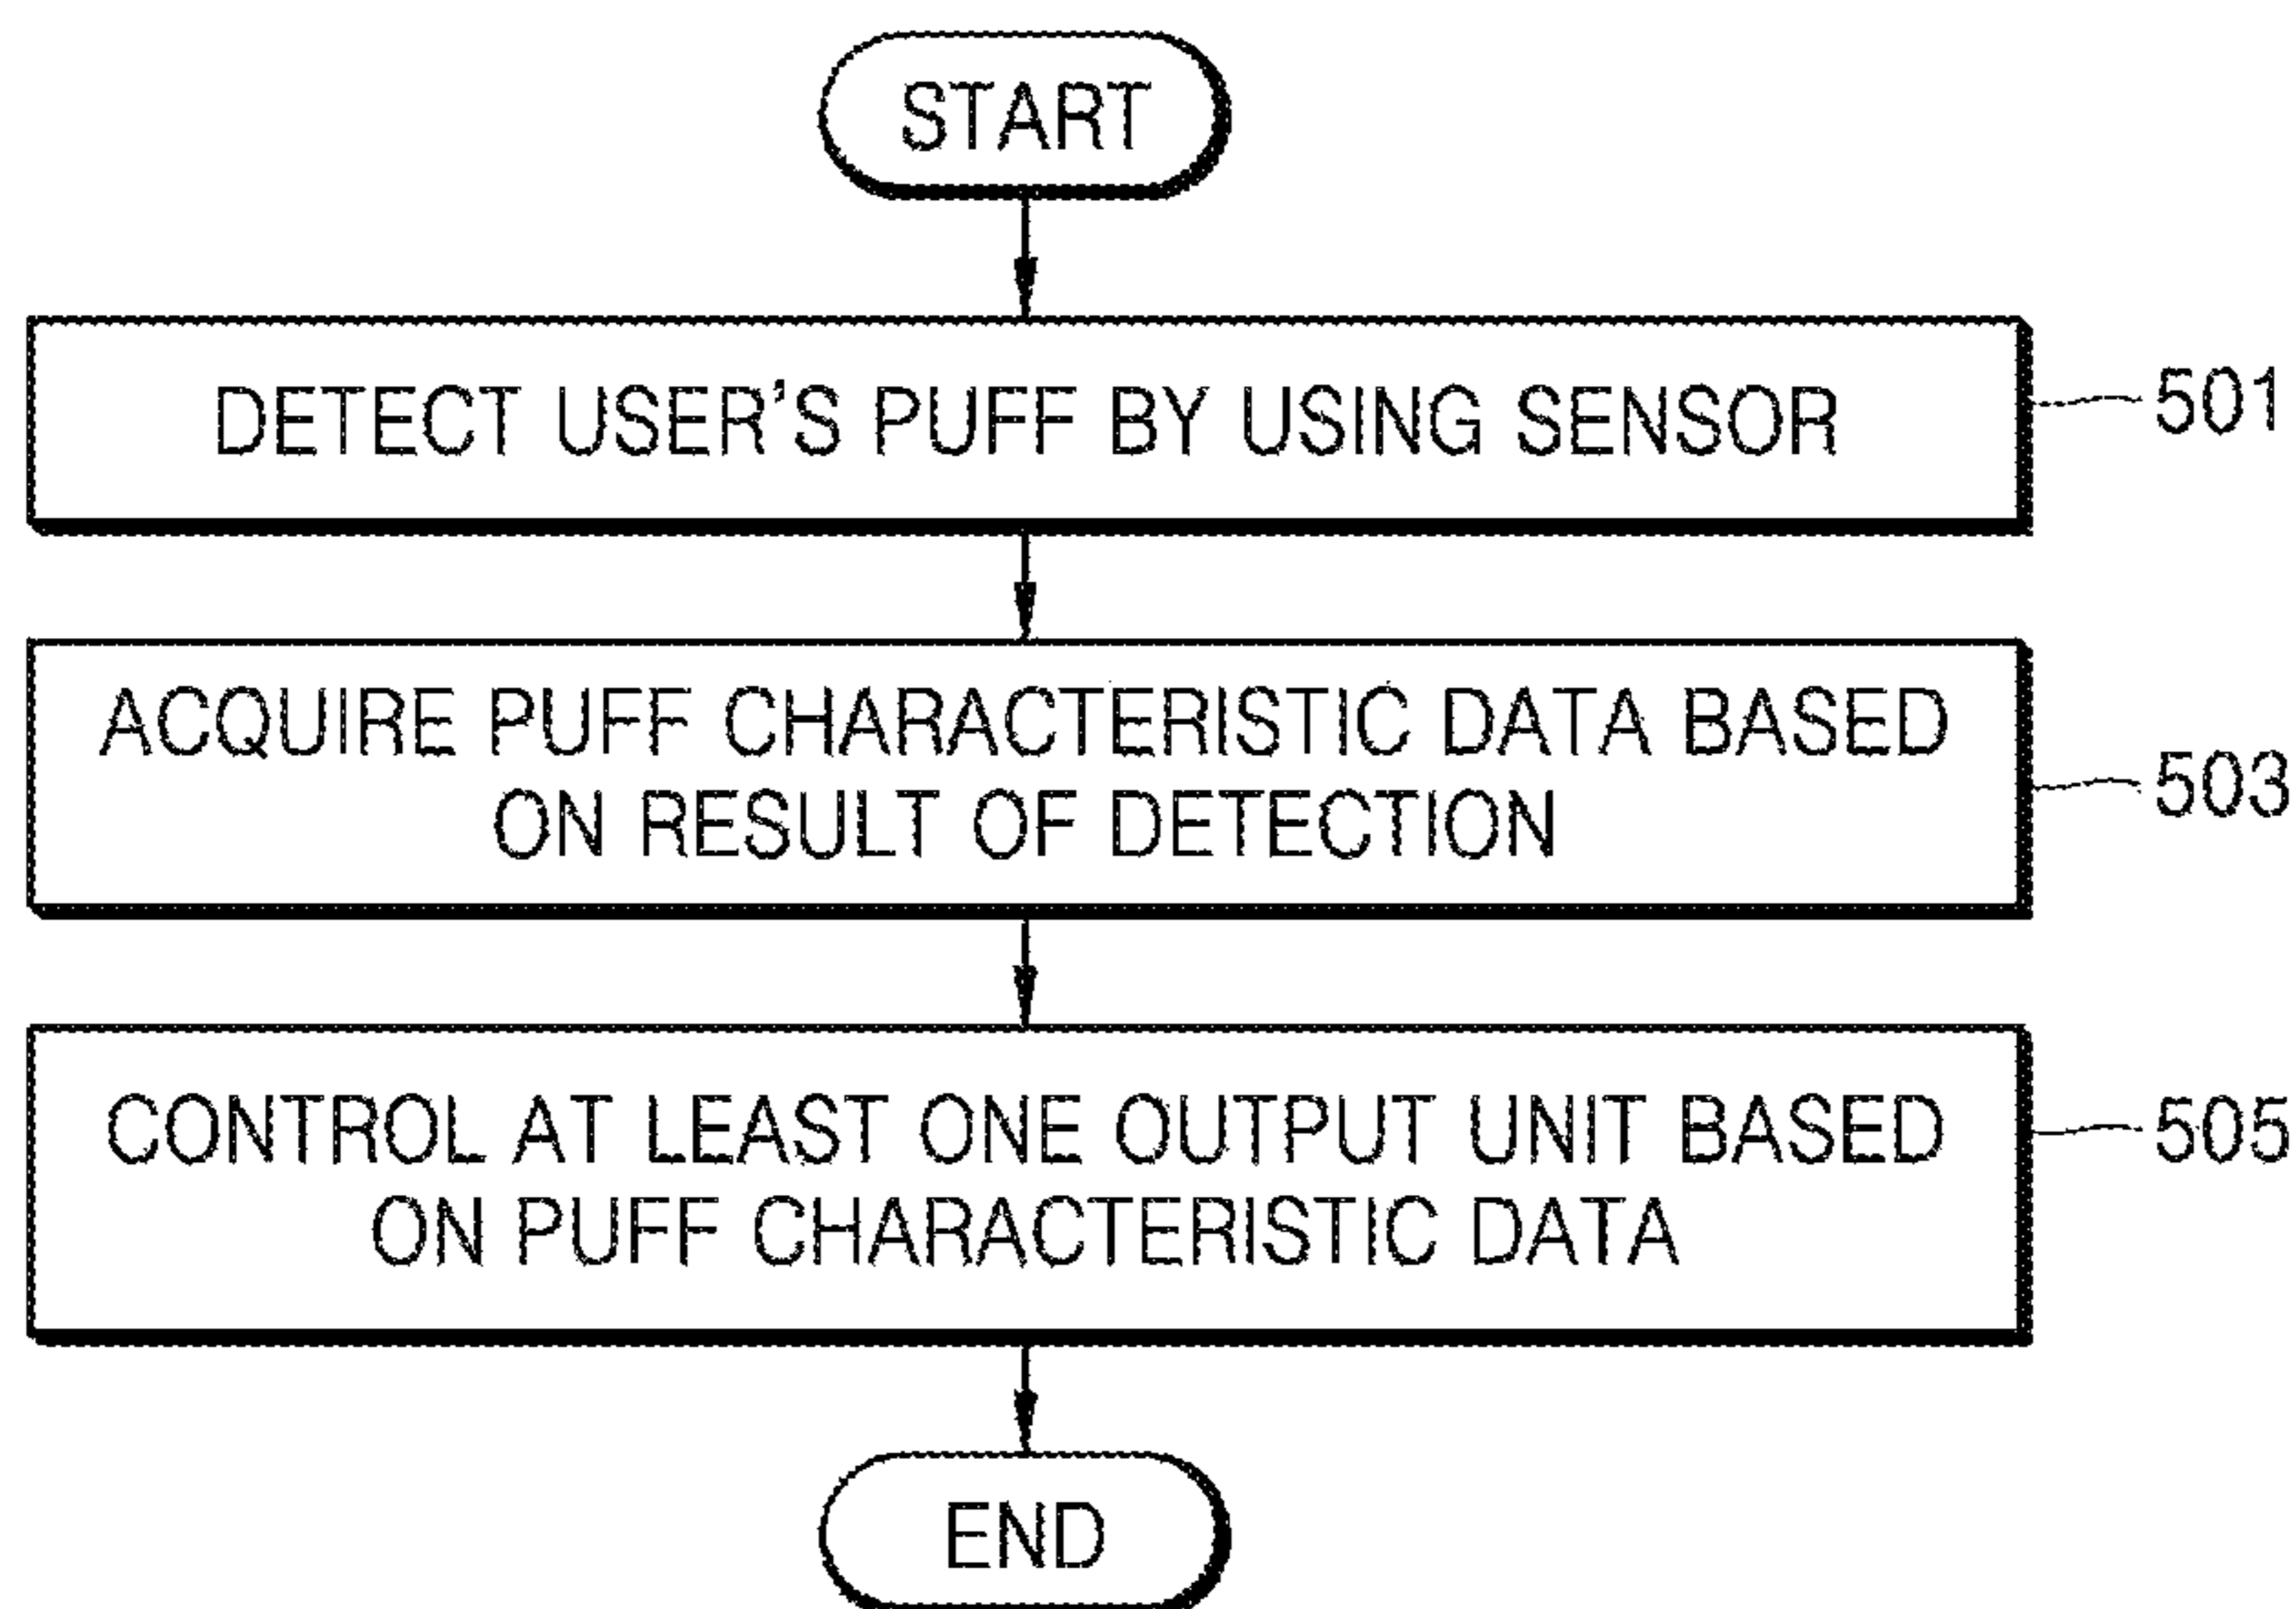 START
DETECT USER'S PUFF BY USING SENSOR
501
ACQUIRE PUFF CHARACTERISTIC DATA BASED
ON RESULT OF DETECTION
503
CONTROL AT LEAST ONE OUTPUT UNIT BASED
ON PUFF CHARACTERISTIC DATA
505
END